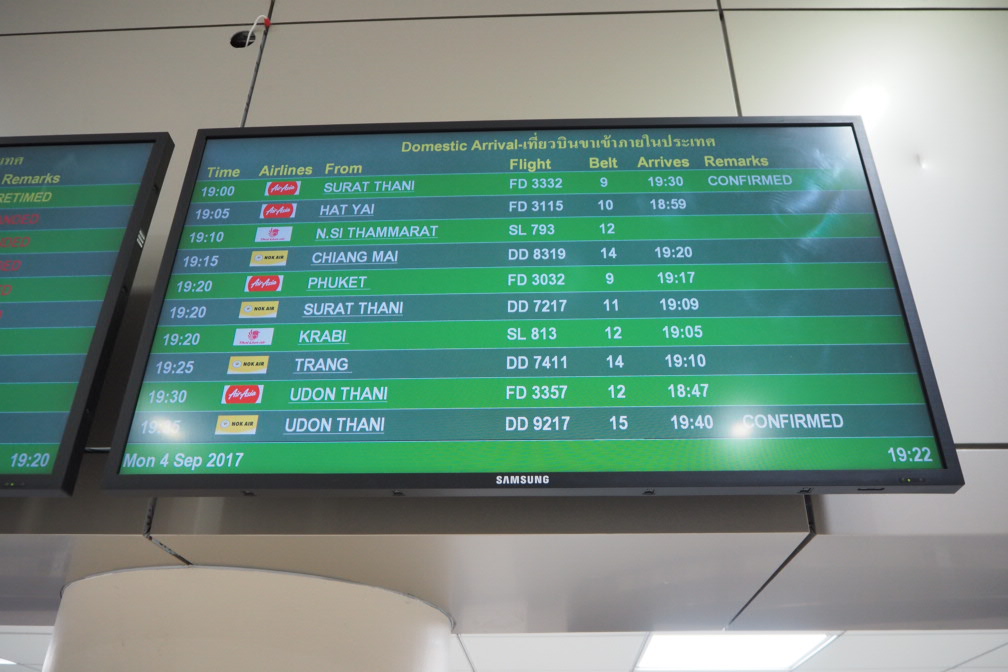 Remarks
RETIMED
19:20
Domestic Arrival-เที่ยวบินขาเข้าภายในประเทศ
Time Airlines From Flight Belt Arrives Remarks
19:00 AirAsia SURAT THANI FD 3332 9 19:30 CONFIRMED
19:05 AirAsia HAT YAI FD 3115 10 18:59
19:10 N.SI THAMMARAT SL 793 12
19:15 NOK AIR CHIANG MAI DD 8319 14 19:20
19:20 AirAsia PHUKET FD 3032 9 19:17
19:20 NOK AIR SURAT THANI DD 7217 11 19:09
19:20 KRABI SL 813 12 19:05
19:25 NOK AIR TRANG DD 7411 14 19:10
19:30 AirAsia UDON THANI FD 3357 12 18:47
NOK AIR UDON THANI DD 9217 15 19:40 CONFIRMED
Mon 4 Sep 2017 19:22
SAMSUNG